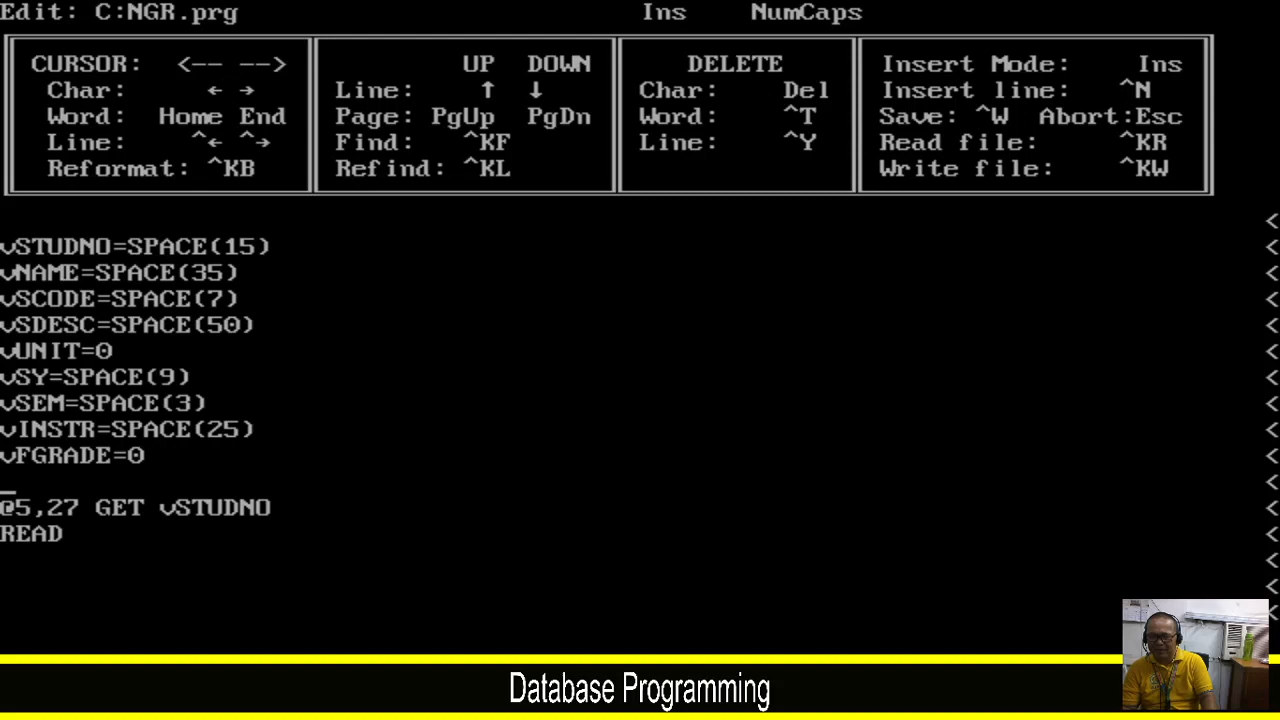 Edit: C:NGR.prg Ins NumCaps
CURSOR: <-- --> UP DOWN DELETE Insert Mode: Ins
Char: ← → Line: ↑ ↓ Char: Del Insert line: ^N
Word: Home End Page: PgUp PgDn Word: ^T Save: ^W Abort:Esc
Line: ^← ^→ Find: ^KF Line: ^Y Read file: ^KR
Reformat: ^KB Refind: ^KL Write file: ^KW
<
vSTUDNO=SPACE(15) <
vNAME=SPACE(35) <
vSCODE=SPACE(7) <
vSDESC=SPACE(50) <
vUNIT=0 <
vSY=SPACE(9) <
vSEM=SPACE(3) <
vINSTR=SPACE(25) <
vFGRADE=0 <
_ <
@5,27 GET vSTUDNO <
READ <
<
<
<
Database Programming